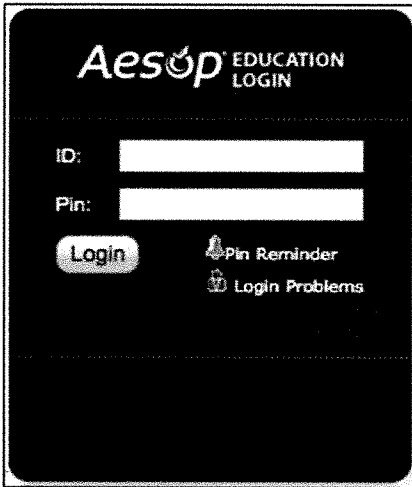 Aesop EDUCATION
LOGIN
ID:
Pin:
Login
Pin Reminder
Login Problems